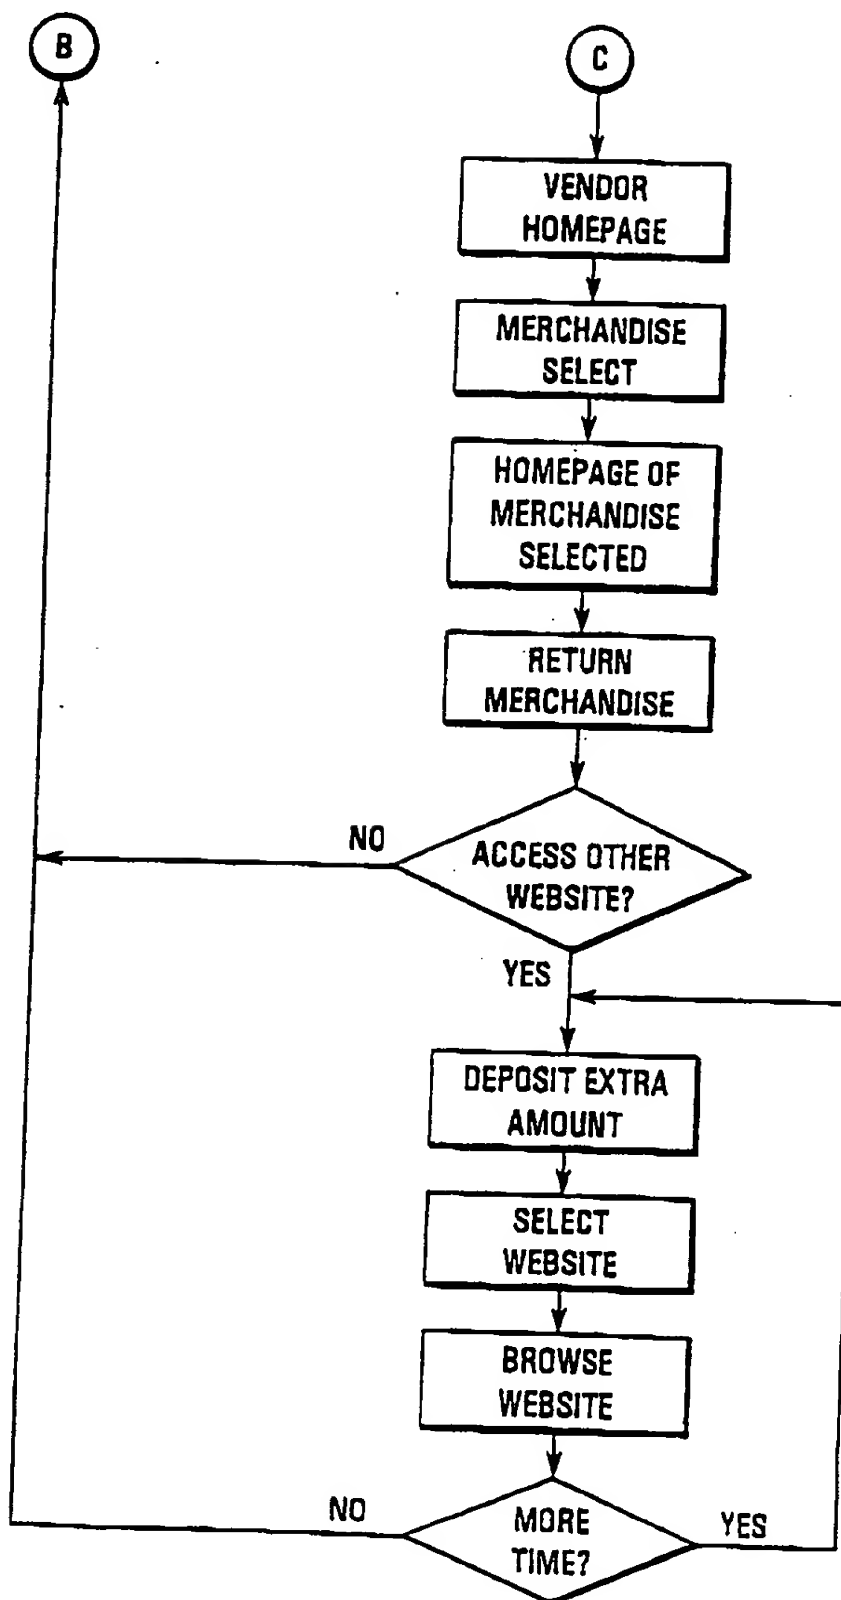 B
C
VENDOR
HOMEPAGE
MERCHANDISE
SELECT
HOMEPAGE OF
MERCHANDISE
SELECTED
RETURN
MERCHANDISE
NO
ACCESS OTHER
WEBSITE?
YES
DEPOSIT EXTRA
AMOUNT
SELECT
WEBSITE
BROWSE
WEBSITE
NO
MORE
TIME?
YES